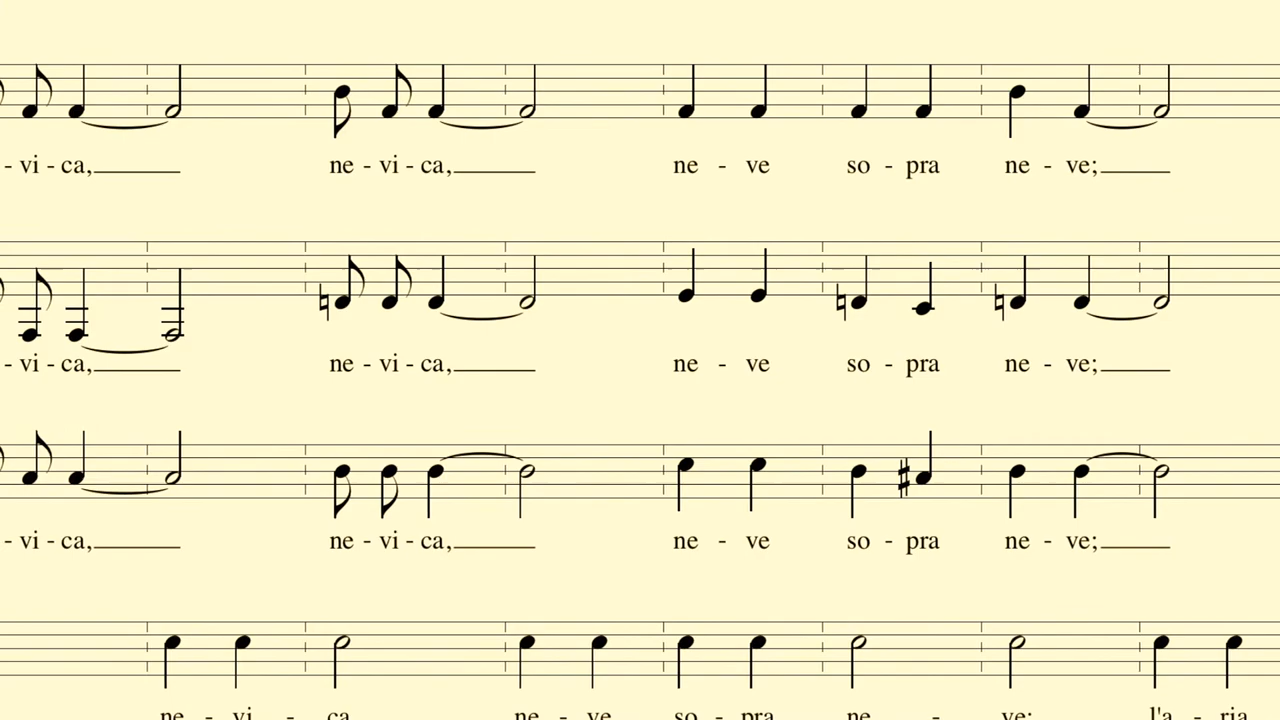 - vi - ca, ne - vi - ca, ne - ve so - pra ne - ve;
- vi - ca, ne - vi - ca, ne - ve so - pra ne - ve;
- vi - ca, ne - vi - ca, ne - ve so - pra ne - ve;
ne - vi - ca ne - ve so - pra ne - ve; l'a - ria